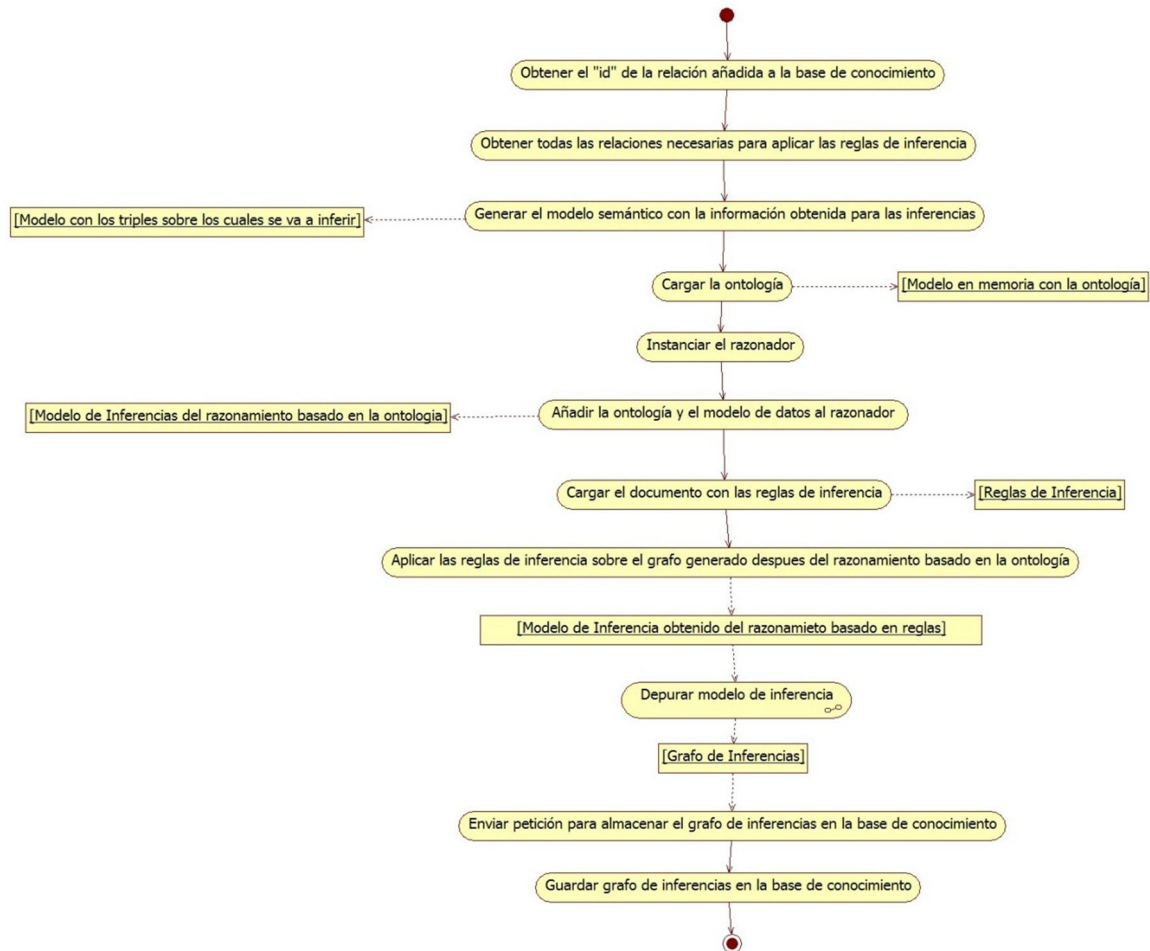 Obtener el "id" de la relación añadida a la base de conocimiento
Obtener todas las relaciones necesarias para aplicar las reglas de inferencia
[Modelo con los triples sobre los cuales se va a inferir]
Generar el modelo semántico con la información obtenida para las inferencias
Cargar la ontología
[Modelo en memoria con la ontología]
Instanciar el razonador
[Modelo de Inferencias del razonamiento basado en la ontologia]
Añadir la ontología y el modelo de datos al razonador
Cargar el documento con las reglas de inferencia
[Reglas de Inferencia]
Aplicar las reglas de inferencia sobre el grafo generado despues del razonamiento basado en la ontología
[Modelo de Inferencia obtenido del razonamieto basado en reglas]
Depurar modelo de inferencia
[Grafo de Inferencias]
Enviar petición para almacenar el grafo de inferencias en la base de conocimiento
Guardar grafo de inferencias en la base de conocimiento